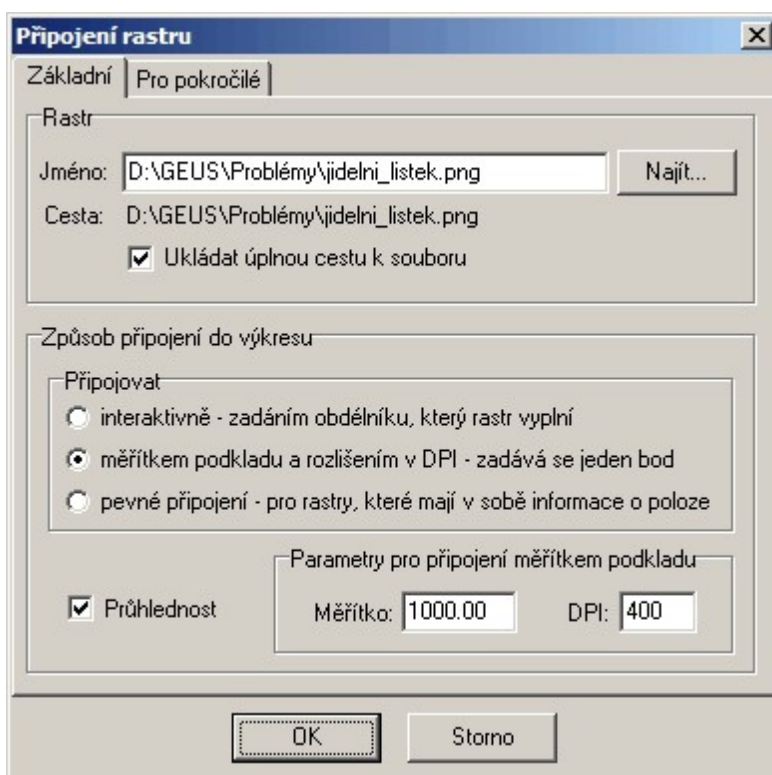 Připojení rastru
Základní
Pro pokročilé
Rastr
Jméno: D:\GEUS\Problémy\jidelni_listek.png Najít...
Cesta: D:\GEUS\Problémy\jidelni_listek.png
Ukládat úplnou cestu k souboru
Způsob připojení do výkresu
Připojovat
interaktivně - zadáním obdélníku, který rastr vyplní
měřítkem podkladu a rozlišením v DPI - zadává se jeden bod
pevné připojení - pro rastry, které mají v sobě informace o poloze
Parametry pro připojení měřítkem podkladu
Průhlednost
Měřítko: 1000.00 DPI: 400
OK Storno